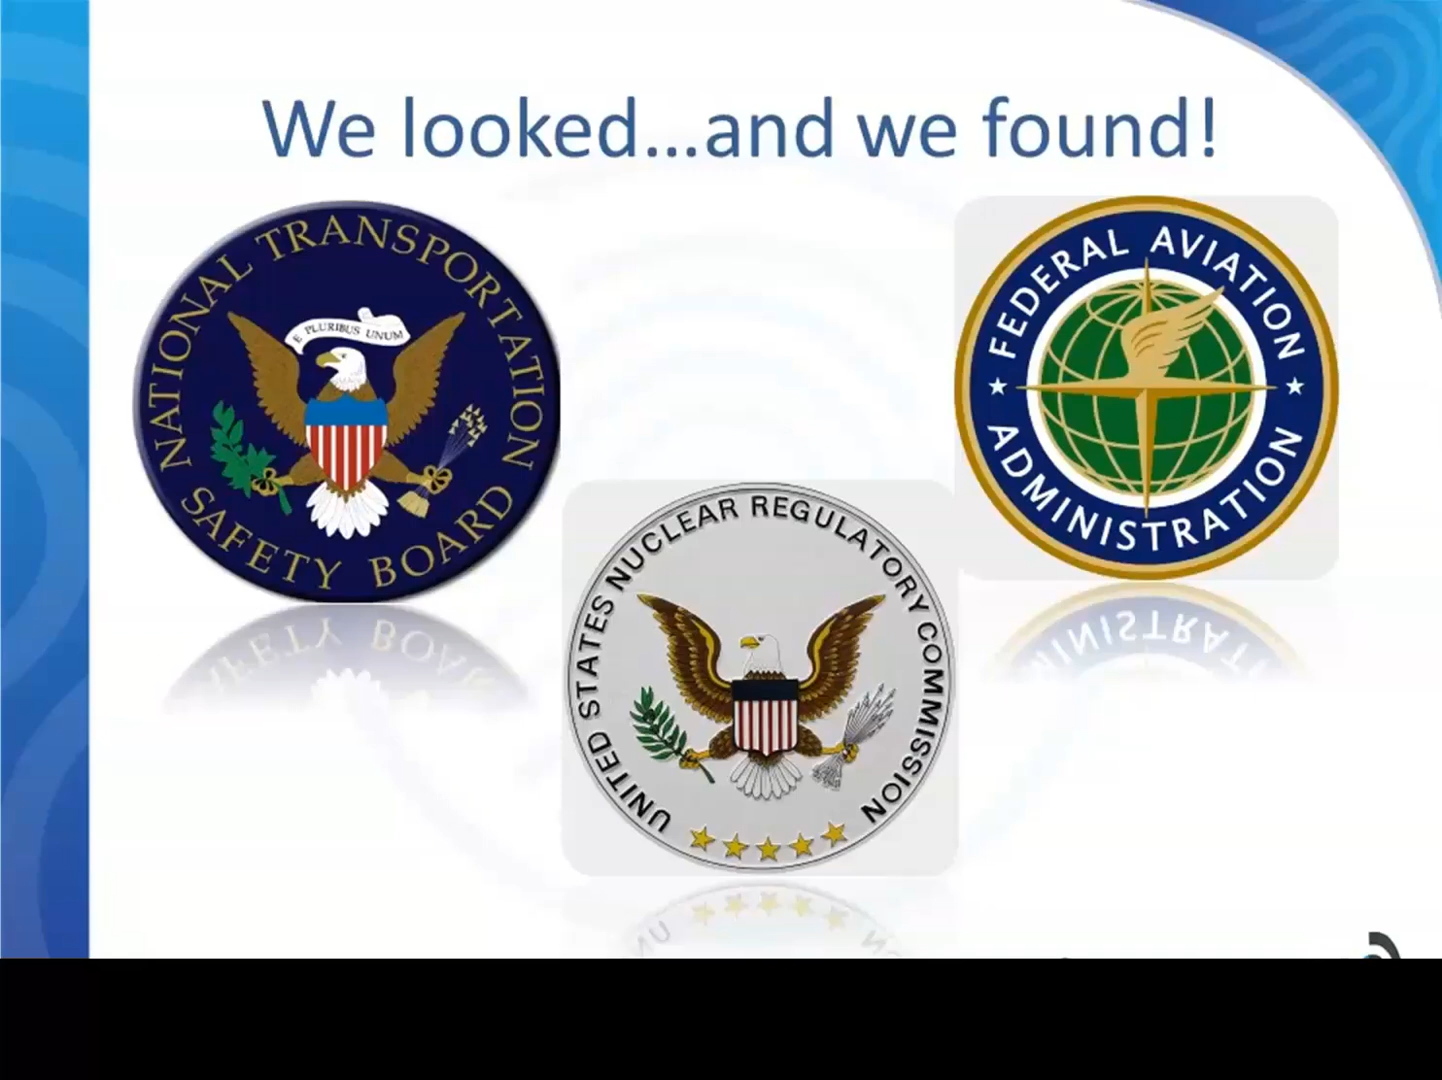 We looked...and we found!
NATIONAL TRANSPORTATION
SAFETY BOARD
E PLURIBUS UNUM
FEDERAL AVIATION
ADMINISTRATION
UNITED STATES NUCLEAR REGULATORY COMMISSION